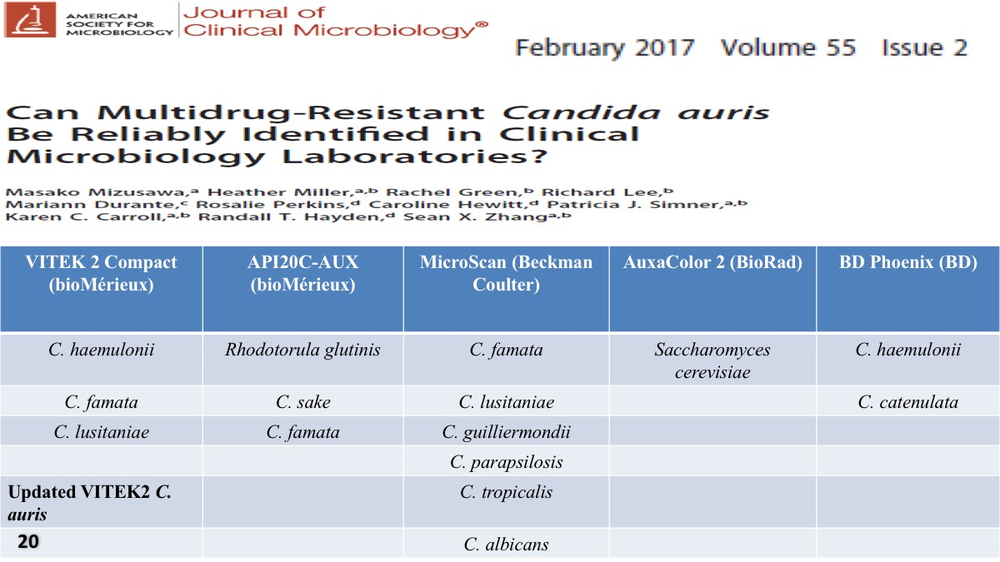 AMERICAN
SOCIETY FOR
MICROBIOLOGY
Journal of
Clinical Microbiology®
February 2017 Volume 55 Issue 2
Can Multidrug-Resistant Candida auris
Be Reliably Identified in Clinical
Microbiology Laboratories?
Masako Mizusawa,a Heather Miller,a,b Rachel Green,b Richard Lee,b
Mariann Durante,c Rosalie Perkins,d Caroline Hewitt,d Patricia J. Simner,a,b
Karen C. Carroll,a,b Randall T. Hayden,d Sean X. Zhanga,b
VITEK 2 Compact
(bioMérieux)
API20C-AUX
(bioMérieux)
MicroScan (Beckman
Coulter)
AuxaColor 2 (BioRad)
BD Phoenix (BD)
C. haemulonii
Rhodotorula glutinis
C. famata
Saccharomyces
cerevisiae
C. haemulonii
C. famata
C. sake
C. lusitaniae
C. catenulata
C. lusitaniae
C. famata
C. guilliermondii
C. parapsilosis
Updated VITEK2 C.
auris
C. tropicalis
20
C. albicans